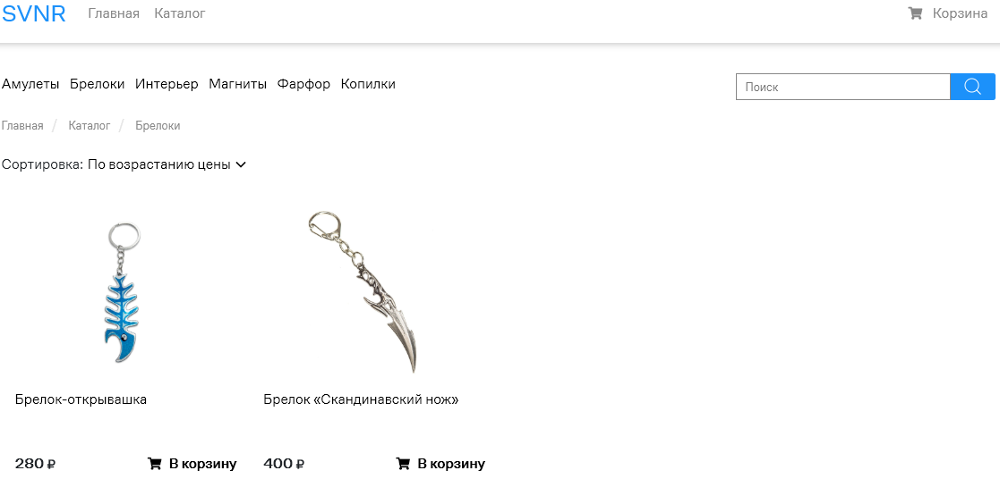 SVNR Главная Каталог Корзина
Амулеты Брелоки Интерьер Магниты Фарфор Копилки Поиск
Главная / Каталог / Брелоки
Сортировка: По возрастанию цены
Брелок-открывашка Брелок «Скандинавский нож»
280 ₽ В корзину 400 ₽ В корзину